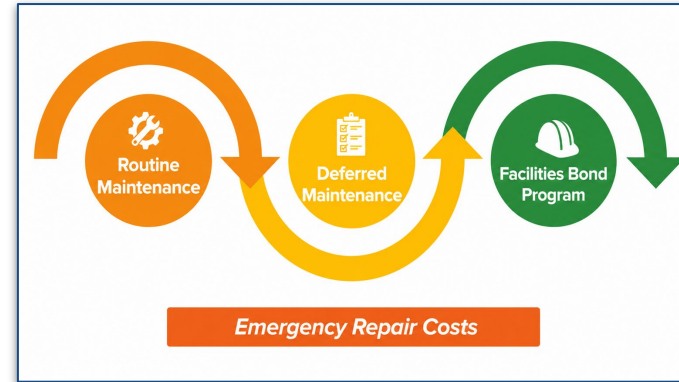 Routine
Maintenance
Deferred
Maintenance
Facilities Bond
Program
Emergency Repair Costs